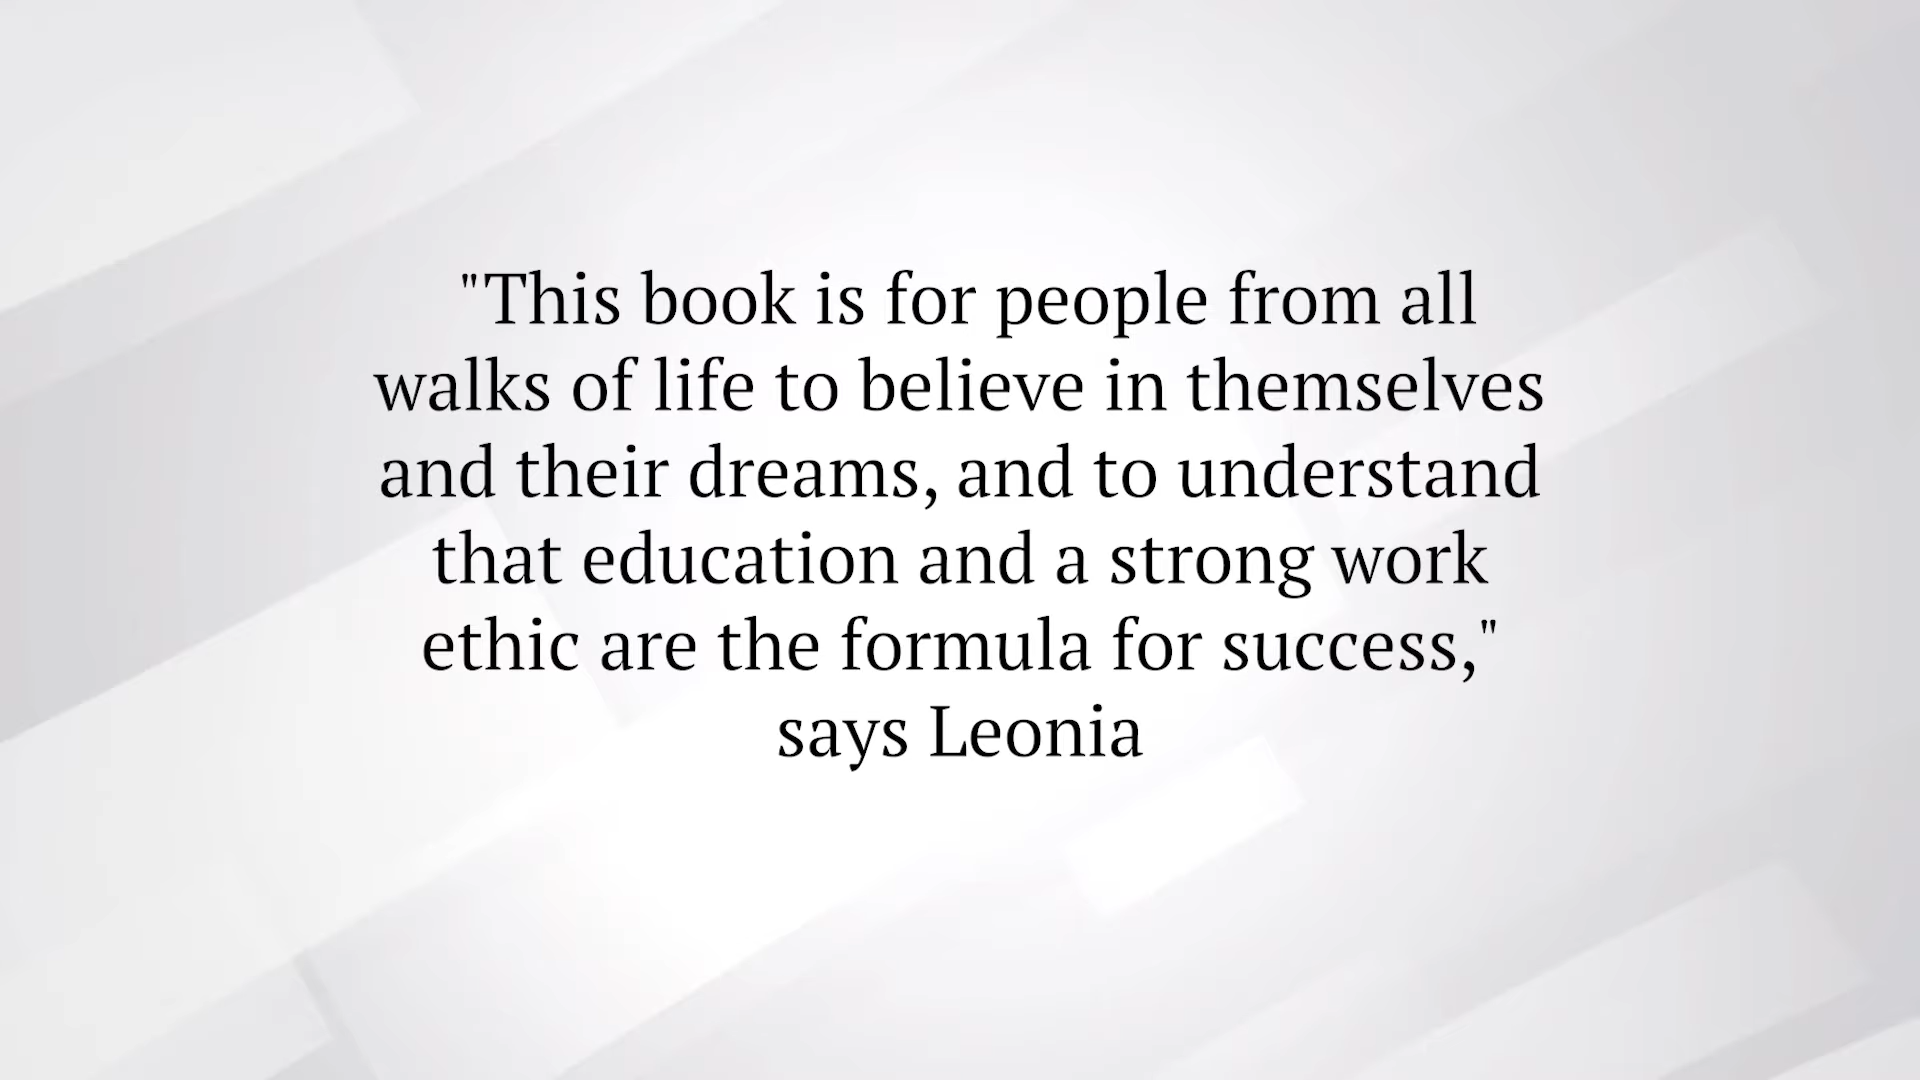 "This book is for people from all
walks of life to believe in themselves
and their dreams, and to understand
that education and a strong work
ethic are the formula for success,"
says Leonia